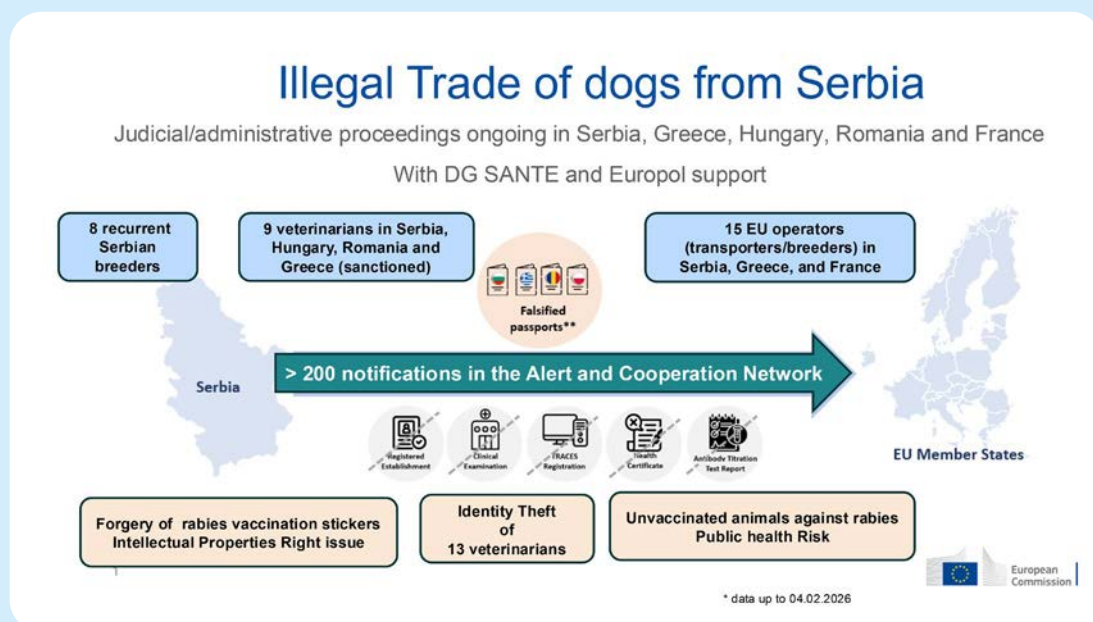 Illegal Trade of dogs from Serbia
Judicial/administrative proceedings ongoing in Serbia, Greece, Hungary, Romania and France
With DG SANTE and Europol support
8 recurrent
Serbian
breeders
9 veterinarians in Serbia,
Hungary, Romania and
Greece (sanctioned)
15 EU operators
(transporters/breeders) in
Serbia, Greece, and France
Falsified
passports**
> 200 notifications in the Alert and Cooperation Network
Serbia
EU Member States
Registered
Establishment
Clinical
Examination
TRACES
Registration
Health
Certificate
Antibody Titration
Test Report
Forgery of rabies vaccination stickers
Intellectual Properties Right issue
Identity Theft
of
13 veterinarians
Unvaccinated animals against rabies
Public health Risk
European
Commission
* data up to 04.02.2026